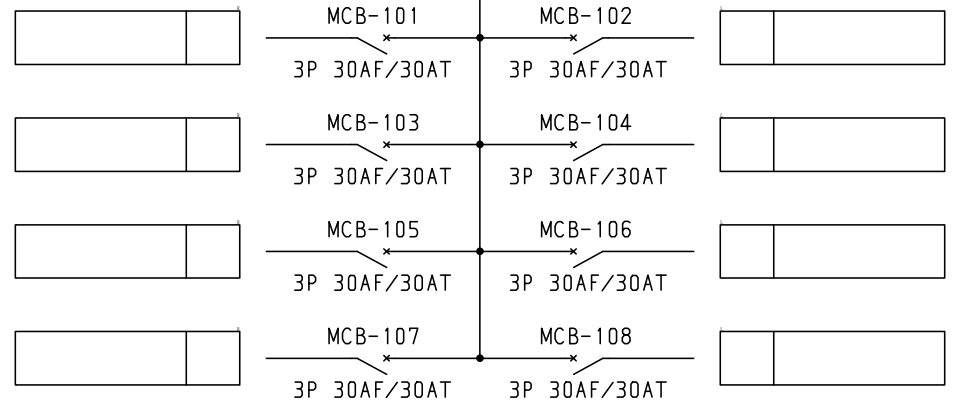 MCB-101 MCB-102
3P 30AF/30AT 3P 30AF/30AT
MCB-103 MCB-104
3P 30AF/30AT 3P 30AF/30AT
MCB-105 MCB-106
3P 30AF/30AT 3P 30AF/30AT
MCB-107 MCB-108
3P 30AF/30AT 3P 30AF/30AT